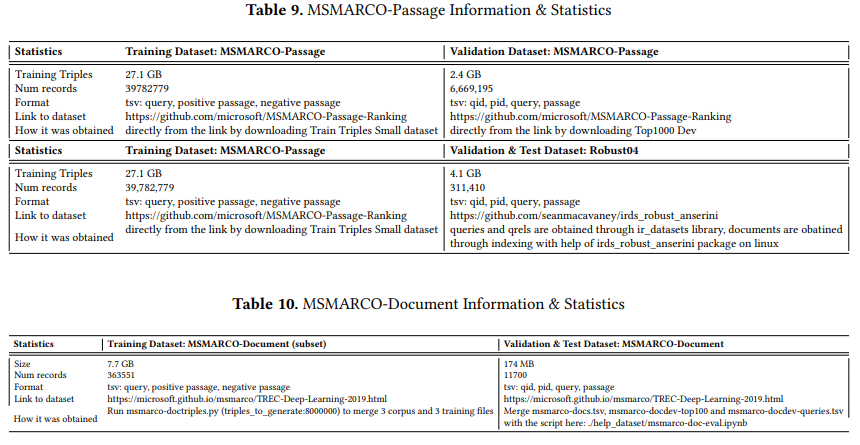 Table 9. MSMARCO-Passage Information & Statistics
Statistics Training Dataset: MSMARCO-Passage Validation Dataset: MSMARCO-Passage
Training Triples 27.1 GB 2.4 GB
Num records 39782779 6,669,195
Format tsv: query, positive passage, negative passage tsv: qid, pid, query, passage
Link to dataset https://github.com/microsoft/MSMARCO-Passage-Ranking https://github.com/microsoft/MSMARCO-Passage-Ranking
How it was obtained directly from the link by downloading Train Triples Small dataset directly from the link by downloading Top1000 Dev
Statistics Training Dataset: MSMARCO-Passage Validation & Test Dataset: Robust04
Training Triples 27.1 GB 4.1 GB
Num records 39,782,779 311,410
Format tsv: query, positive passage, negative passage tsv: qid, pid, query, passage
Link to dataset https://github.com/microsoft/MSMARCO-Passage-Ranking https://github.com/seanmacavaney/irds_robust_anserini
How it was obtained directly from the link by downloading Train Triples Small dataset queries and qrels are obtained through ir_datasets library, documents are obatined
through indexing with help of irds_robust_anserini package on linux
Table 10. MSMARCO-Document Information & Statistics
Statistics Training Dataset: MSMARCO-Document (subset) Validation & Test Dataset: MSMARCO-Document
Size 7.7 GB 174 MB
Num records 363551 11700
Format tsv: query, positive passage, negative passage tsv: qid, pid, query, passage
Link to dataset https://microsoft.github.io/msmarco/TREC-Deep-Learning-2019.html https://microsoft.github.io/msmarco/TREC-Deep-Learning-2019.html
How it was obtained Run msmarco-doctriples.py (triples_to_generate:8000000) to merge 3 corpus and 3 training files Merge msmarco-docs.tsv, msmarco-docdev-top100 and msmarco-docdev-queries.tsv
with the script here: ./help_dataset/msmarco-doc-eval.ipynb